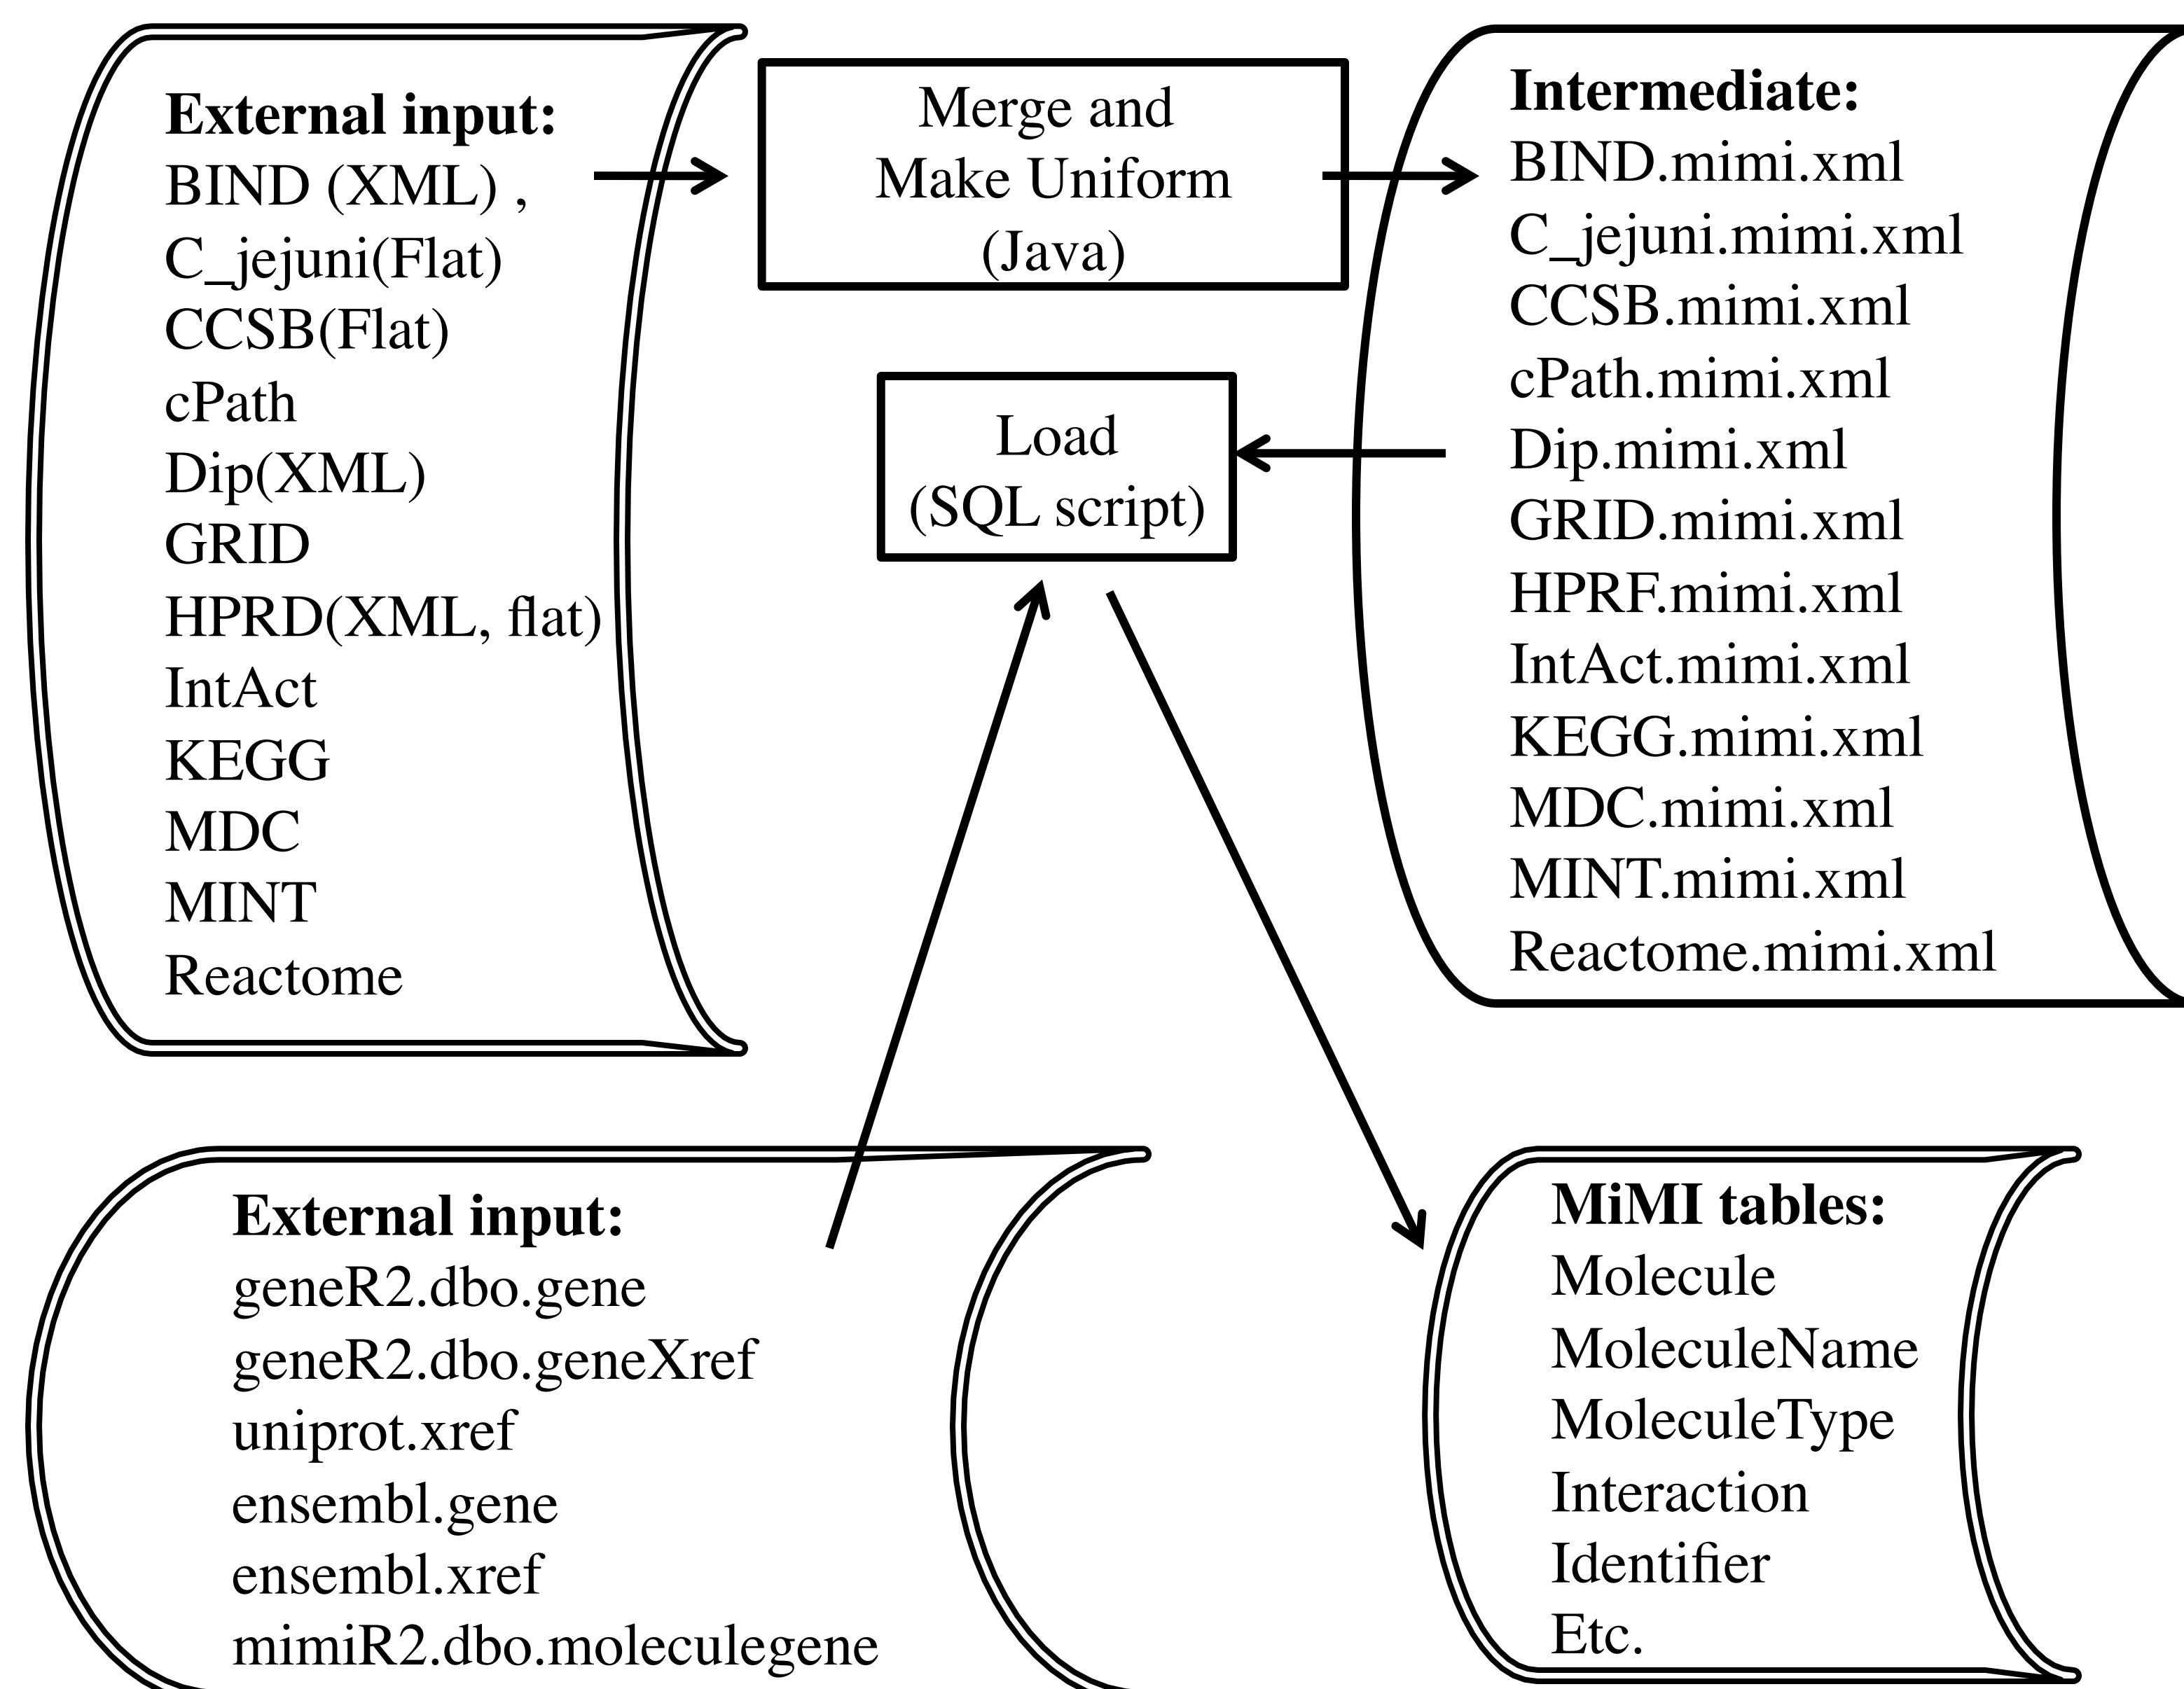 External input:
BIND (XML) ,
C_jejuni(Flat)
CCSB(Flat)
cPath
Dip(XML)
GRID
HPRD(XML, flat)
IntAct
KEGG
MDC
MINT
Reactome
Merge and
Make Uniform
(Java)
Load
(SQL script)
Intermediate:
BIND.mimi.xml
C_jejuni.mimi.xml
CCSB.mimi.xml
cPath.mimi.xml
Dip.mimi.xml
GRID.mimi.xml
HPRF.mimi.xml
IntAct.mimi.xml
KEGG.mimi.xml
MDC.mimi.xml
MINT.mimi.xml
Reactome.mimi.xml
External input:
geneR2.dbo.gene
geneR2.dbo.geneXref
uniprot.xref
ensembl.gene
ensembl.xref
mimiR2.dbo.moleculegene
MiMI tables:
Molecule
MoleculeName
MoleculeType
Interaction
Identifier
Etc.